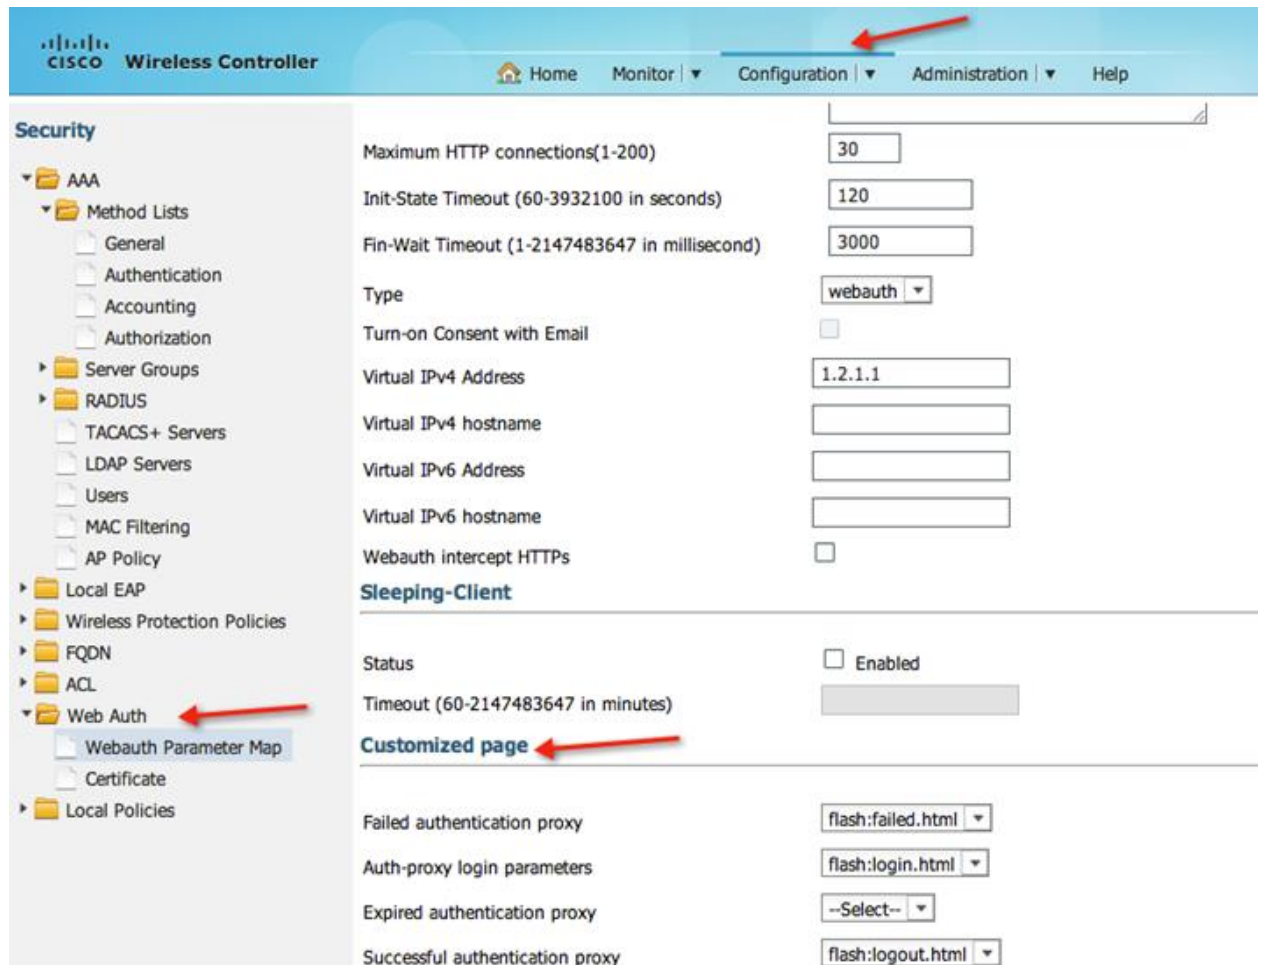 CISCO Wireless Controller
Home Monitor Configuration Administration Help
Security
AAA
Method Lists
General
Authentication
Accounting
Authorization
Server Groups
RADIUS
TACACS+ Servers
LDAP Servers
Users
MAC Filtering
AP Policy
Local EAP
Wireless Protection Policies
FQDN
ACL
Web Auth
Webauth Parameter Map
Certificate
Local Policies
Maximum HTTP connections(1-200) 30
Init-State Timeout (60-3932100 in seconds) 120
Fin-Wait Timeout (1-2147483647 in millisecond) 3000
Type webauth
Turn-on Consent with Email
Virtual IPv4 Address 1.2.1.1
Virtual IPv4 hostname
Virtual IPv6 Address
Virtual IPv6 hostname
Webauth intercept HTTPs
Sleeping-Client
Status Enabled
Timeout (60-2147483647 in minutes)
Customized page
Failed authentication proxy flash:failed.html
Auth-proxy login parameters flash:login.html
Expired authentication proxy --Select--
Successful authentication proxy flash:logout.html